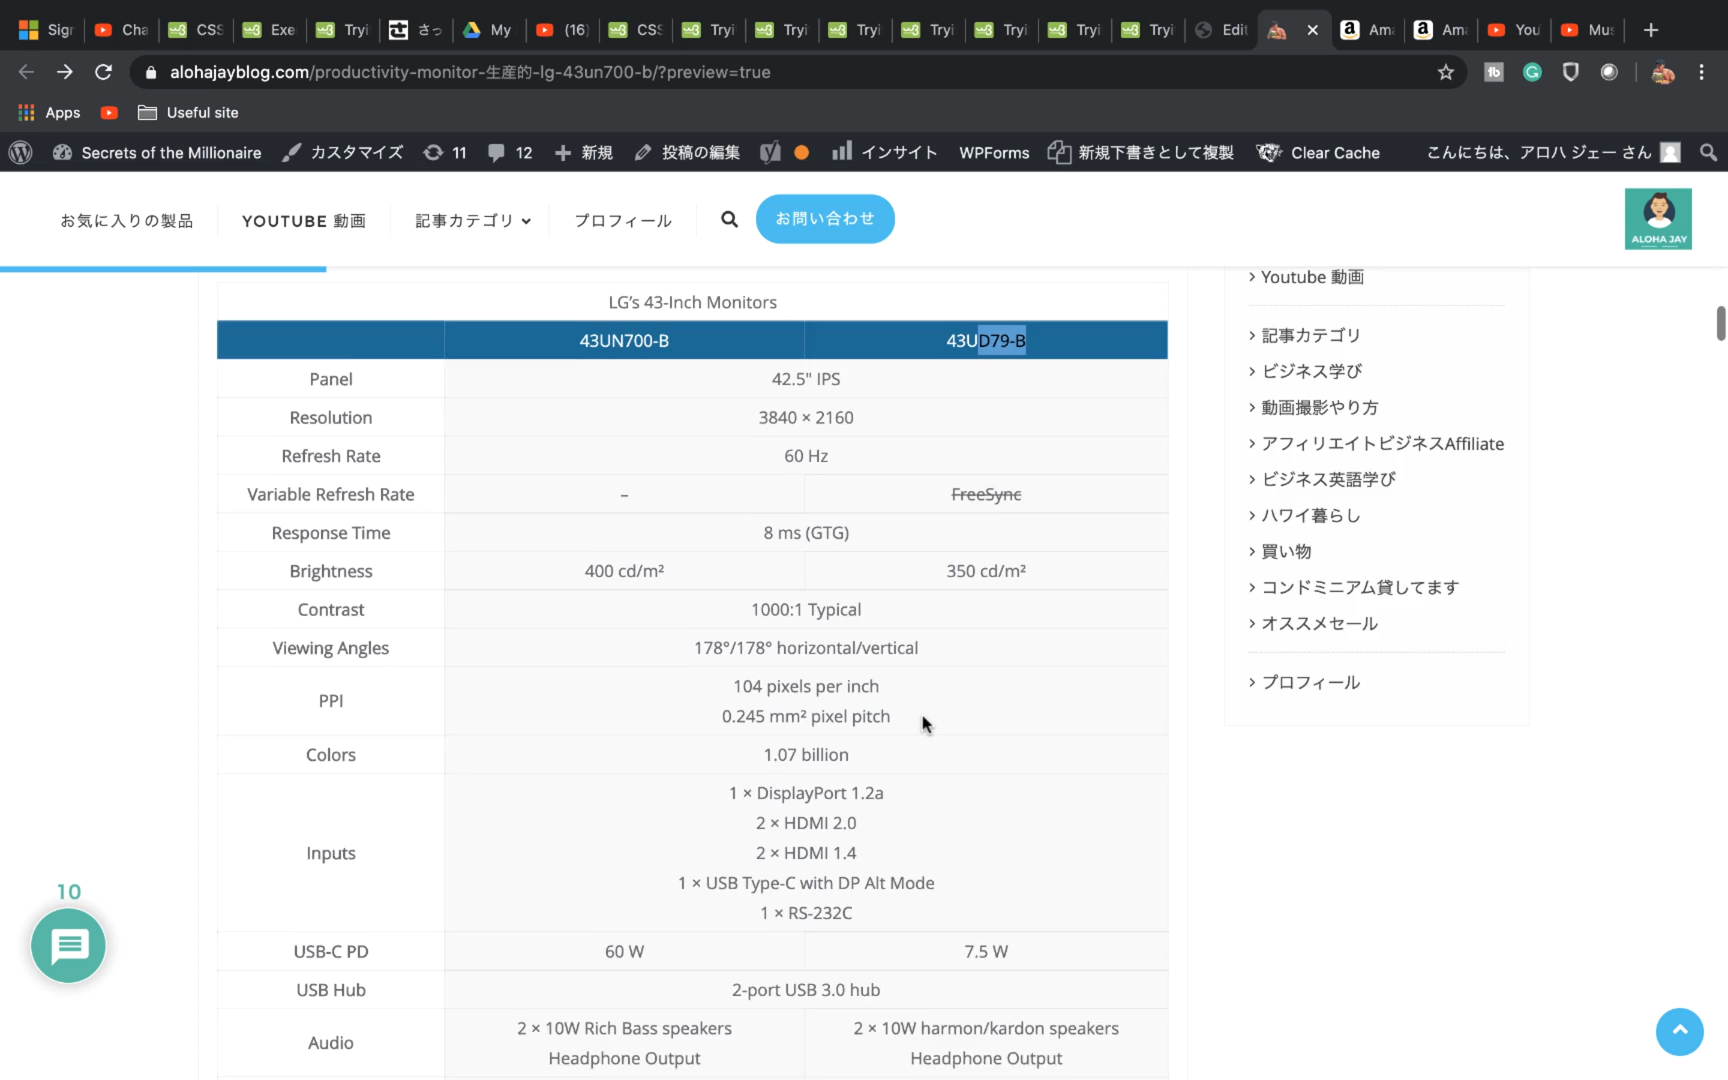 Sigr
Cha
CSS
Exe
Tryi
さっ
My
(16)
CSS
Tryi
Tryi
Tryi
Tryi
Tryi
Tryi
Tryi
Edit
Am
Am
You
Mus
alohajayblog.com/productivity-monitor-生産的-lg-43un700-b/?preview=true
Apps
Useful site
Secrets of the Millionaire
カスタマイズ
11
12
新規
投稿の編集
インサイト
WPForms
新規下書きとして複製
Clear Cache
こんにちは、アロハ ジェー さん
お気に入りの製品
YOUTUBE 動画
記事カテゴリ
プロフィール
お問い合わせ
ALOHA JAY
LG’s 43-Inch Monitors
43UN700-B 43UD79-B
Panel 42.5" IPS
Resolution 3840 × 2160
Refresh Rate 60 Hz
Variable Refresh Rate – FreeSync
Response Time 8 ms (GTG)
Brightness 400 cd/m² 350 cd/m²
Contrast 1000:1 Typical
Viewing Angles 178°/178° horizontal/vertical
PPI
104 pixels per inch
0.245 mm² pixel pitch
Colors 1.07 billion
Inputs
1 × DisplayPort 1.2a
2 × HDMI 2.0
2 × HDMI 1.4
1 × USB Type-C with DP Alt Mode
1 × RS-232C
USB-C PD 60 W 7.5 W
USB Hub 2-port USB 3.0 hub
Audio
2 × 10W Rich Bass speakers
Headphone Output
2 × 10W harmon/kardon speakers
Headphone Output
Youtube 動画
記事カテゴリ
ビジネス学び
動画撮影やり方
アフィリエイトビジネスAffiliate
ビジネス英語学び
ハワイ暮らし
買い物
コンドミニアム貸してます
オススメセール
プロフィール
10